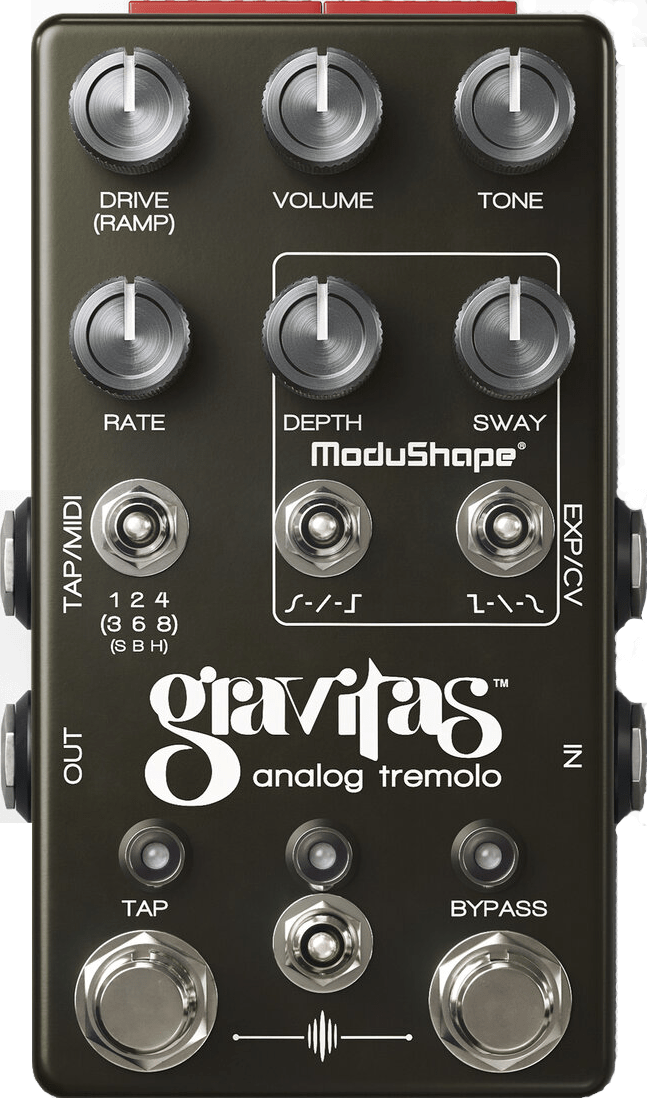 DRIVE
(RAMP)
VOLUME
TONE
RATE
DEPTH
SWAY
ModuShape®
TAP/MIDI
EXP/CV
1 2 4
(3 6 8)
(S B H)
gravitas™
analog tremolo
OUT
IN
TAP
BYPASS